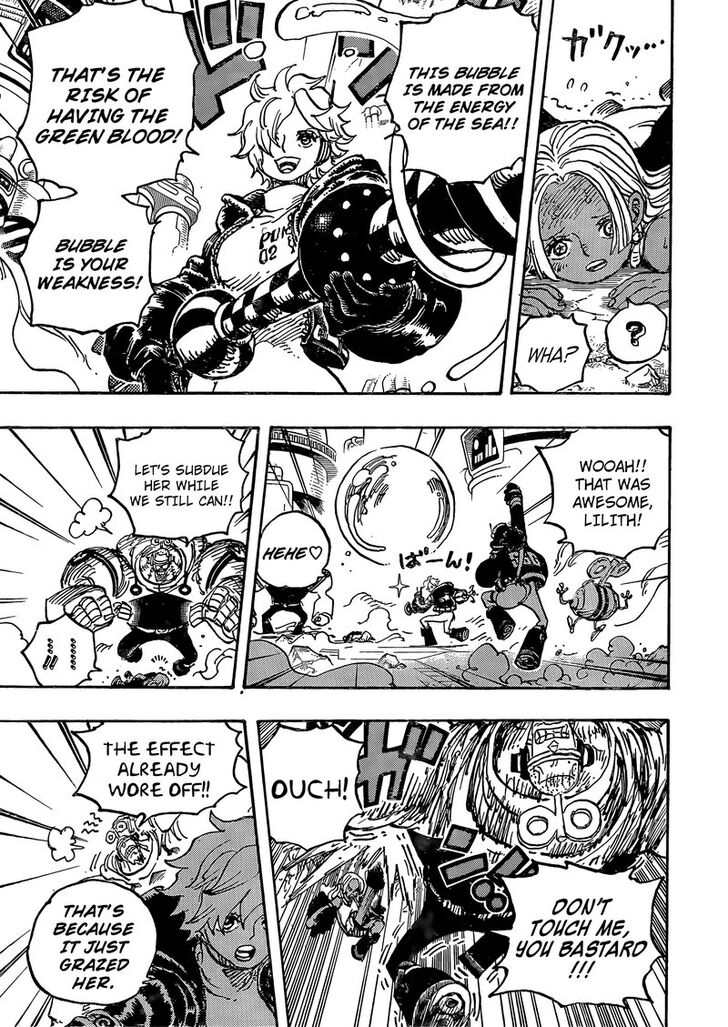 ガクッ…
?
WHA?
THIS BUBBLE
IS MADE FROM
THE ENERGY
OF THE SEA!!
ドド
PUNK
02
THAT'S THE
RISK OF
HAVING THE
GREEN BLOOD!
BUBBLE
IS YOUR
WEAKNESS!
WOOAH!!
THAT WAS
AWESOME,
LILITH!
ばーん!
HEHE♡
LET'S SUBDUE
HER WHILE
WE STILL CAN!!
DON'T
TOUCH ME,
YOU BASTARD
!!!
OUCH!
THE EFFECT
ALREADY
WORE OFF!!
THAT'S
BECAUSE
IT JUST
GRAZED
HER.